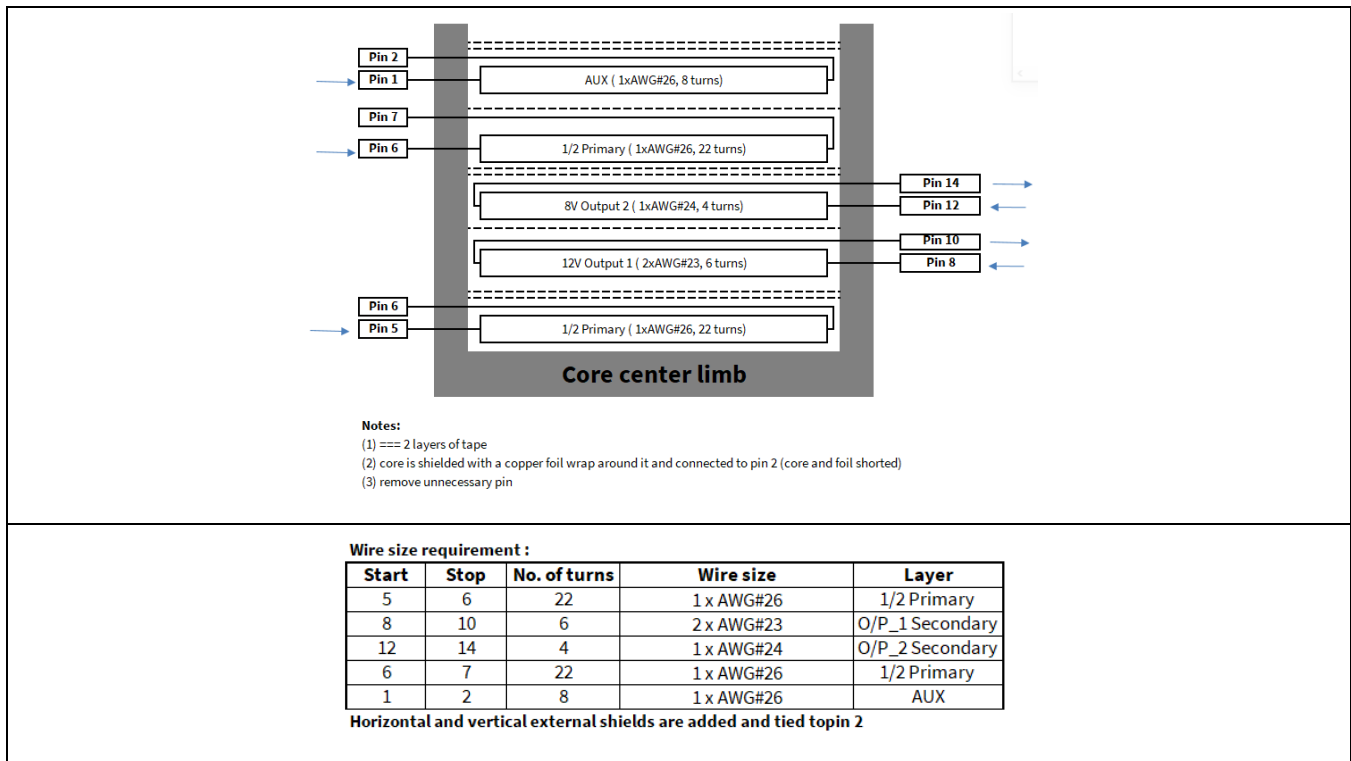 Pin 2
Pin 1
AUX ( 1xAWG#26, 8 turns)
Pin 7
Pin 6
1/2 Primary ( 1xAWG#26, 22 turns)
Pin 14
8V Output 2 ( 1xAWG#24, 4 turns)
Pin 12
Pin 10
12V Output 1 ( 2xAWG#23, 6 turns)
Pin 8
Pin 6
Pin 5
1/2 Primary ( 1xAWG#26, 22 turns)
Core center limb
Notes:
(1) === 2 layers of tape
(2) core is shielded with a copper foil wrap around it and connected to pin 2 (core and foil shorted)
(3) remove unnecessary pin
Wire size requirement :
Start Stop No. of turns Wire size Layer
5 6 22 1 x AWG#26 1/2 Primary
8 10 6 2 x AWG#23 O/P_1 Secondary
12 14 4 1 x AWG#24 O/P_2 Secondary
6 7 22 1 x AWG#26 1/2 Primary
1 2 8 1 x AWG#26 AUX
Horizontal and vertical external shields are added and tied topin 2